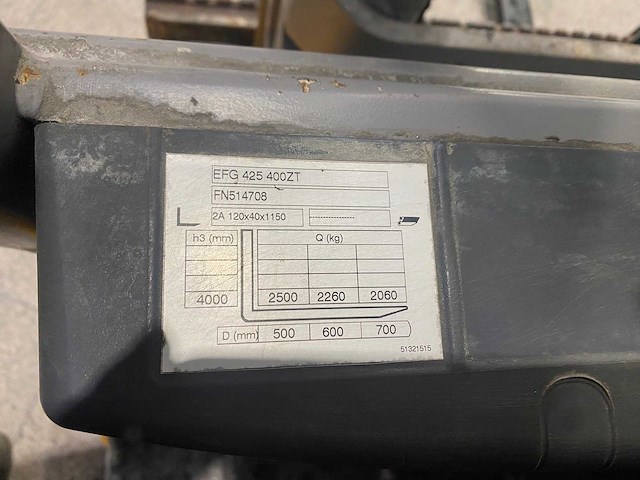 EFG 425 400ZT
FN514708
2A 120x40x1150 ---------------
h3 (mm) Q (kg)
4000 2500 2260 2060
D (mm) 500 600 700
51321515